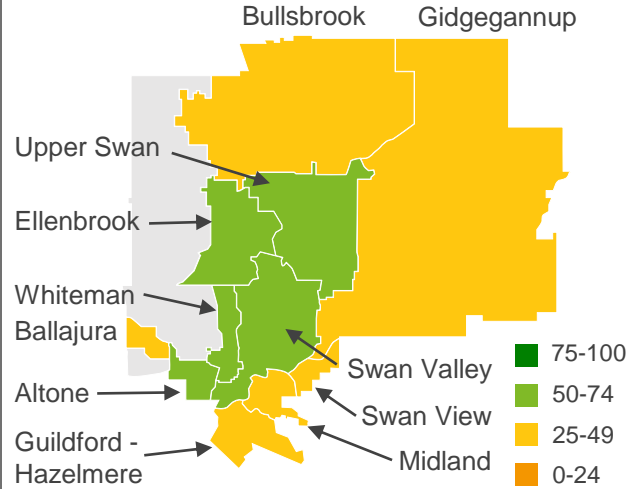 Bullsbrook
Gidgegannup
Upper Swan
Ellenbrook
Whiteman
Ballajura
Altone
Guildford -
Hazelmere
Swan Valley
Swan View
Midland
75-100
50-74
25-49
0-24